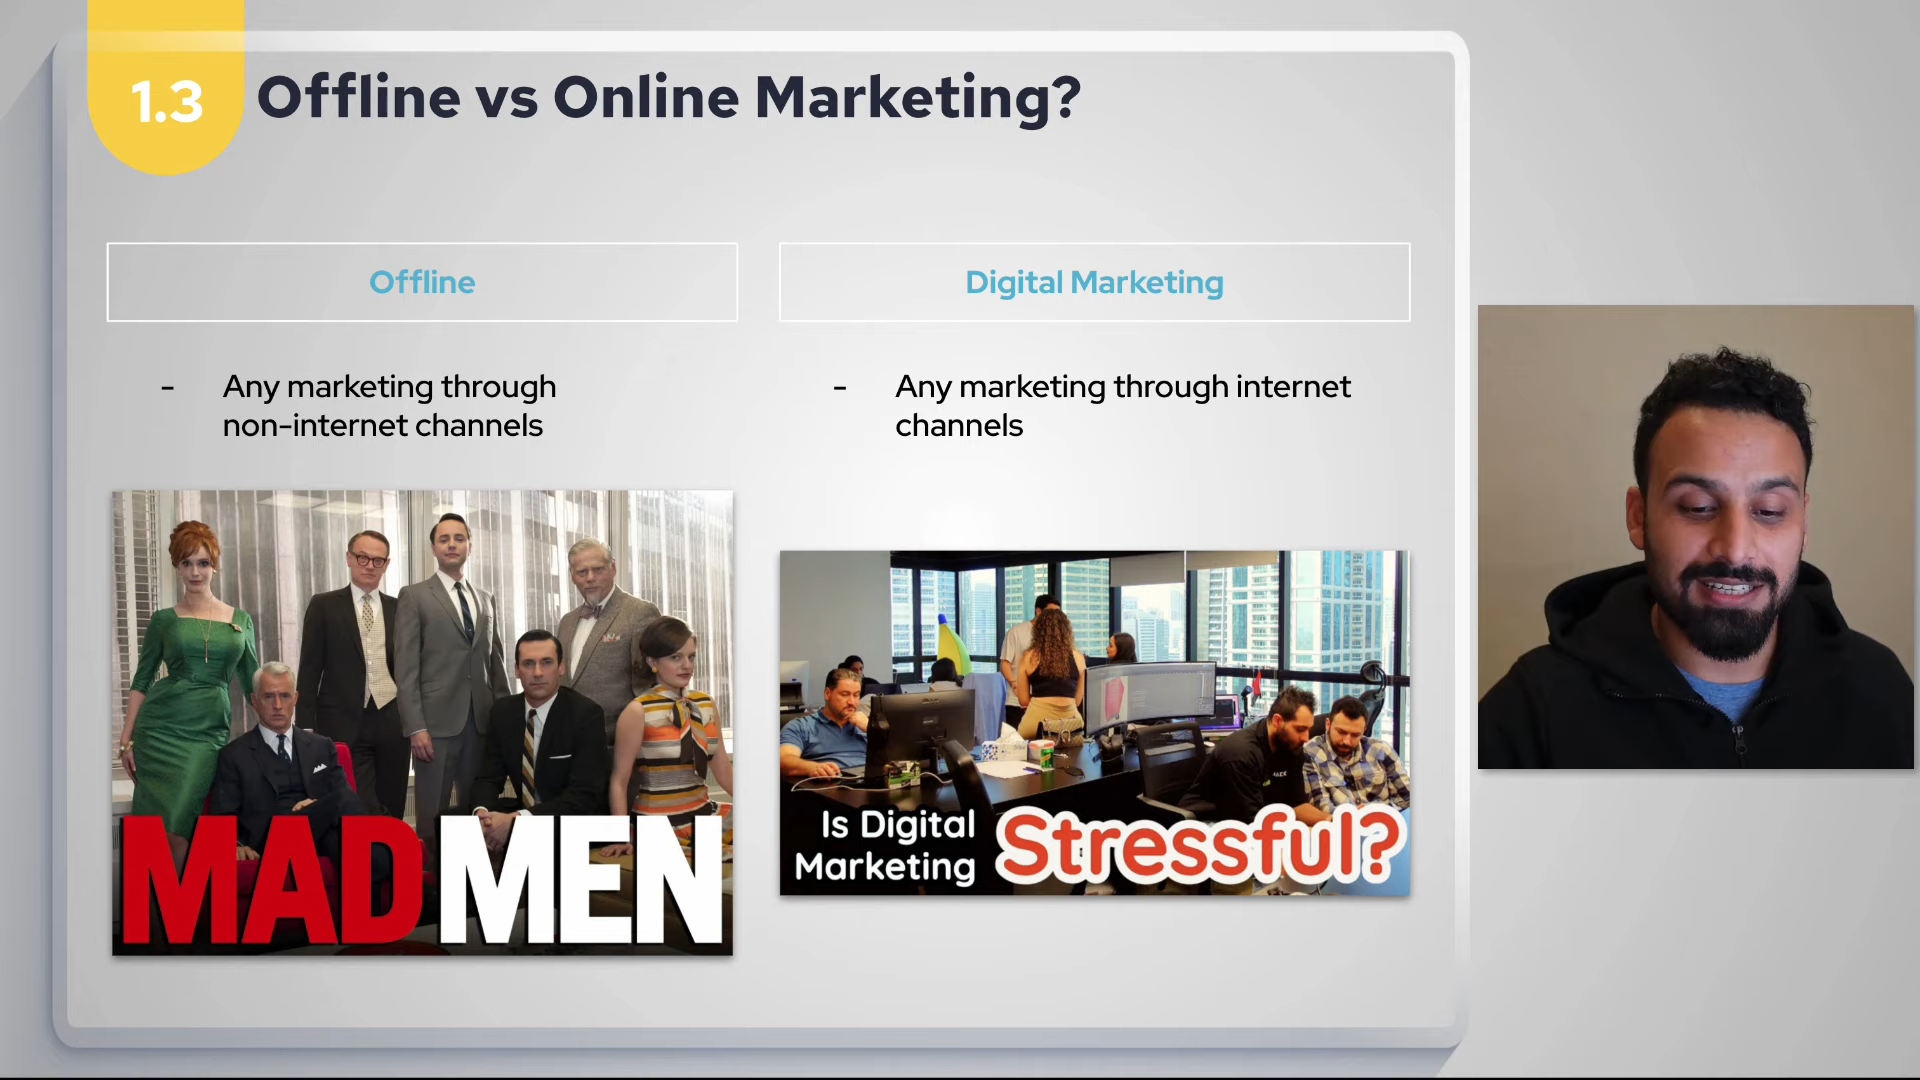 1.3
Offline vs Online Marketing?
Offline
- Any marketing through
non-internet channels
MAD MEN
Digital Marketing
- Any marketing through internet
channels
Is Digital
Marketing
Stressful?